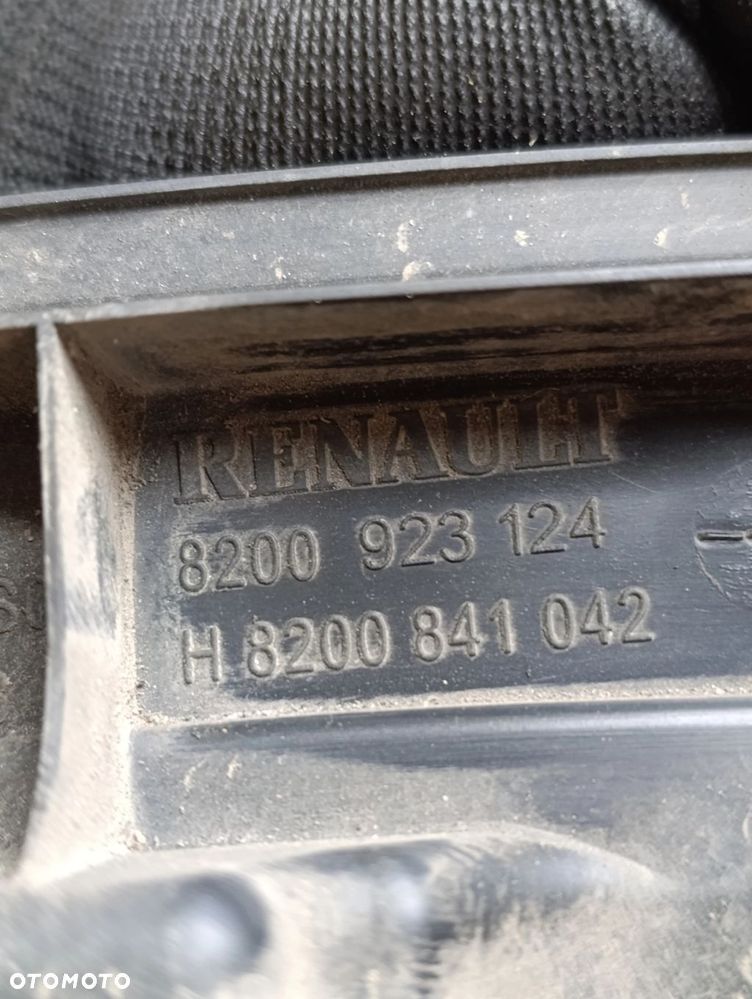 RENAULT
8200 923 124
H 8200 841 042
OTOMOTO